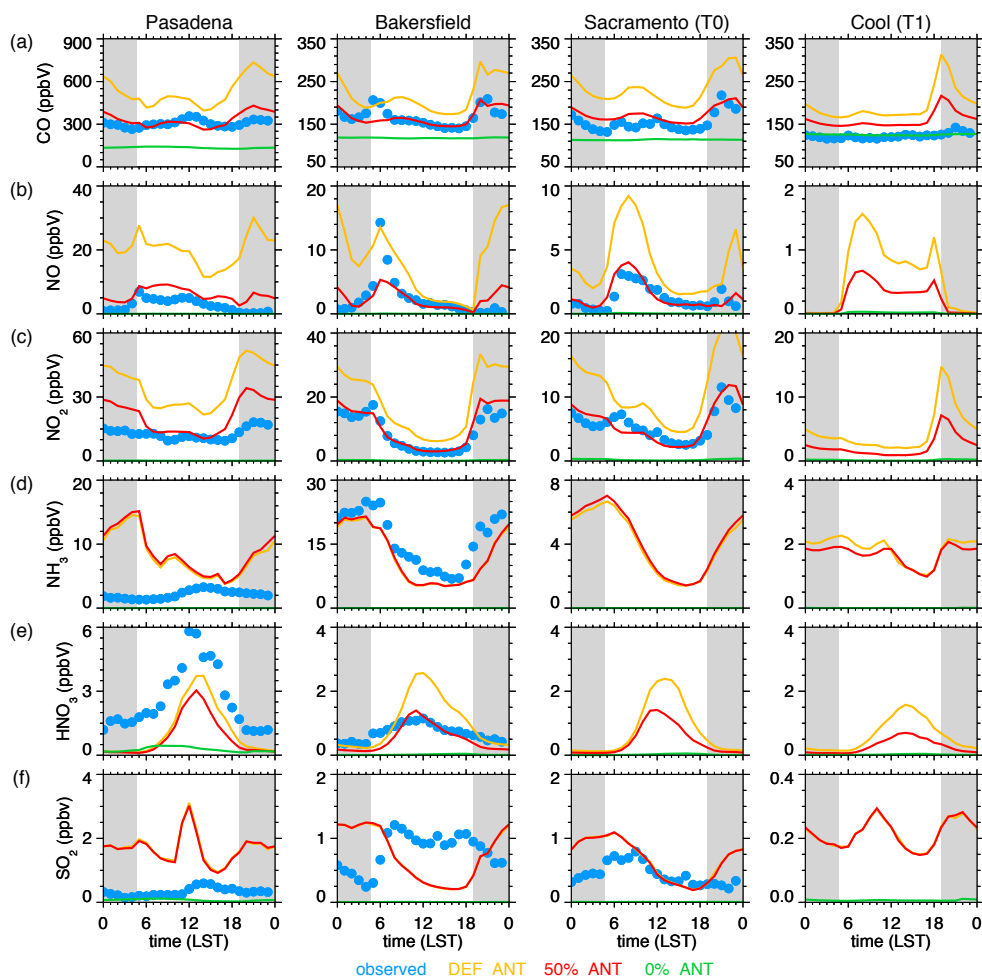 Pasadena Bakersfield Sacramento (T0) Cool (T1)
(a) CO (ppbV)
900 600 300 0
350 250 150 50
350 250 150 50
350 250 150 50
(b) NO (ppbV)
40 20 0
20 10 0
10 5 0
2 1 0
(c) NO2 (ppbV)
60 30 0
40 20 0
20 10 0
20 10 0
(d) NH3 (ppbV)
20 10 0
30 15 0
8 4 0
4 2 0
(e) HNO3 (ppbV)
6 3 0
4 2 0
4 2 0
4 2 0
(f) SO2 (ppbv)
4 2 0
2 1 0
2 1 0
0.4 0.2 0.0
0 6 12 18 0 6 12 18 0 6 12 18 0 6 12 18 0
time (LST) time (LST) time (LST) time (LST)
observed DEF ANT 50% ANT 0% ANT